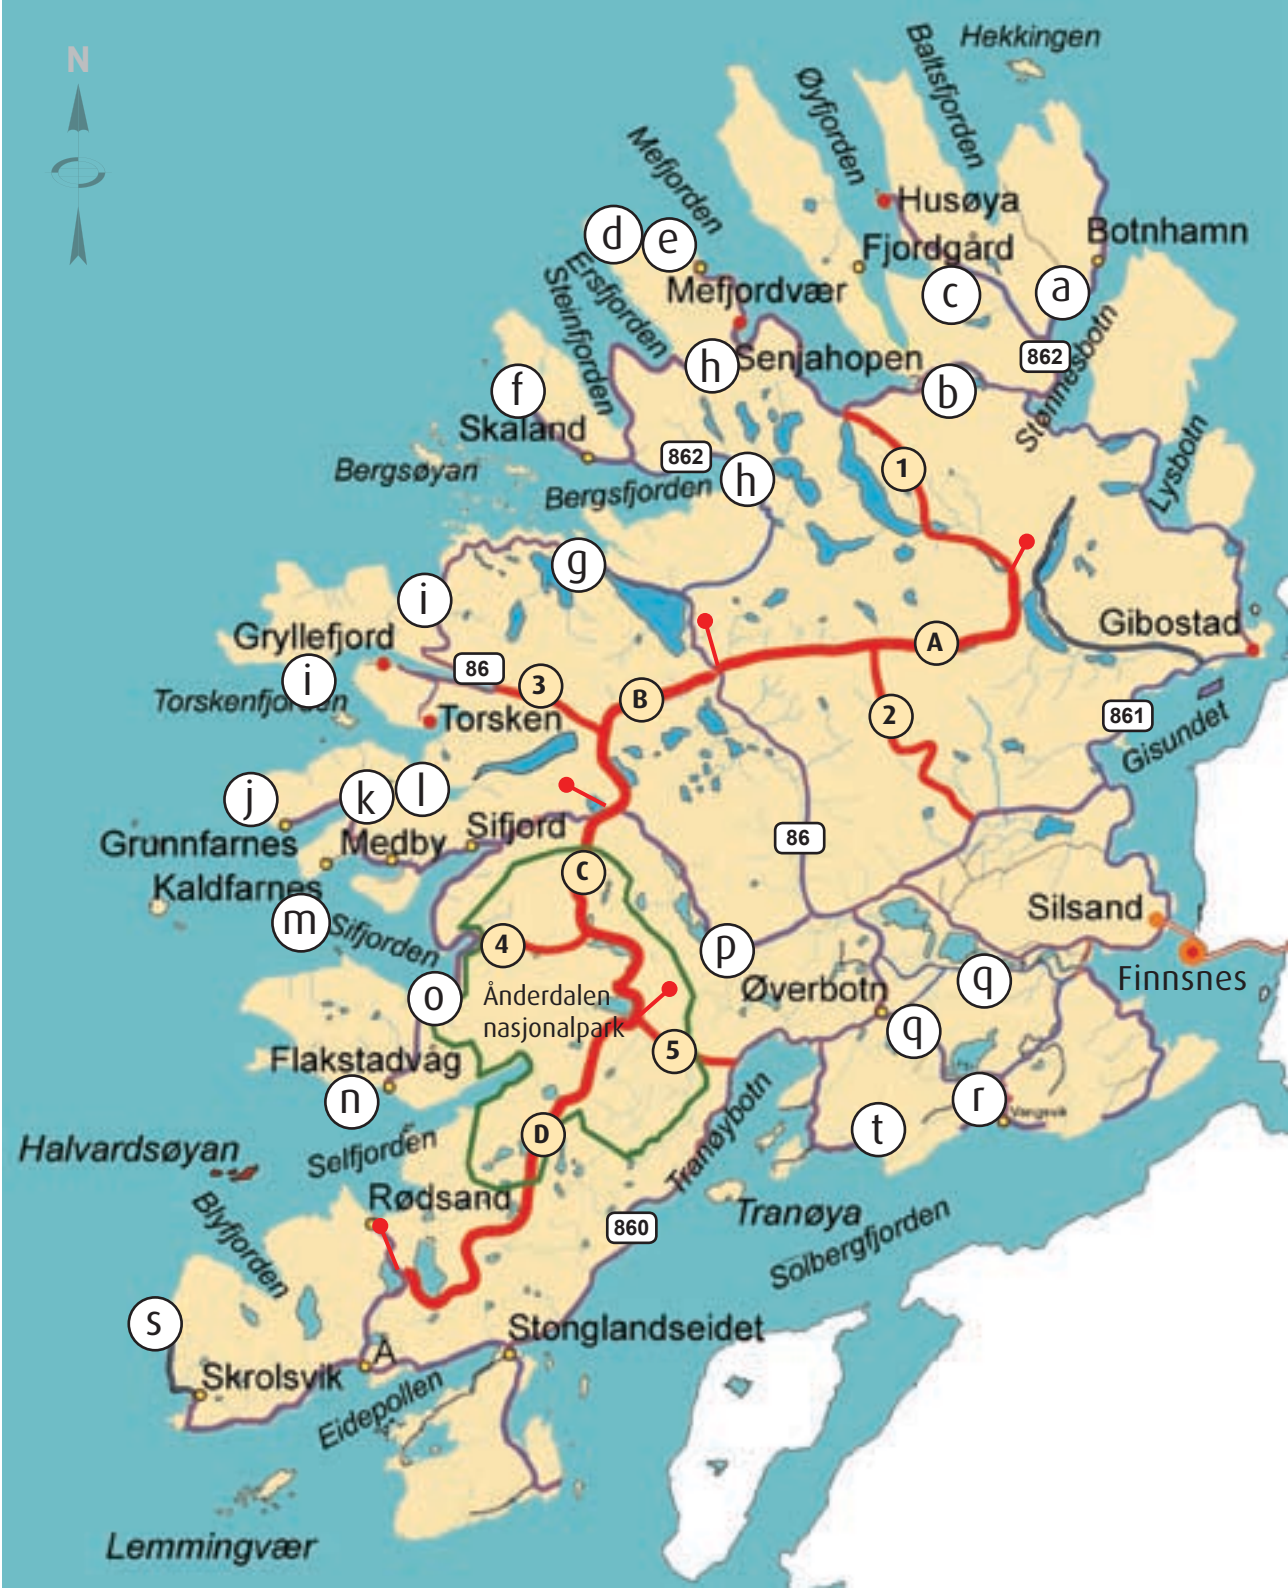 N
Hekkingen
Baltsfjorden
Øyfjorden
Mefjorden
Husøya
Botnhamn
Fjordgård
d
e
Ersfjorden
Steinfjorden
Mefjordvær
c
a
862
Stønnesbotn
h
Senjahopen
b
f
Skaland
862
1
Bergsøyan
Bergsfjorden
h
Lysbotn
g
i
Gryllefjord
Gibostad
A
i
86
3
B
Torskenfjorden
Torsken
2
861
Gisundet
j
k
l
Grunnfarnes
Medby
Sifjord
86
Kaldfarnes
C
m
Sifjorden
4
p
Silsand
Øverbotn
q
Finnsnes
o
Ånderdalen
nasjonalpark
q
Flakstadvåg
5
n
r
Vangsvik
t
Halvardsøyan
Selfjorden
D
Tranøybotn
Blyfjorden
Rødsand
860
Tranøya
Solbergfjorden
s
Stonglandseidet
Å
Skrolsvik
Eidepollen
Lemmingvær